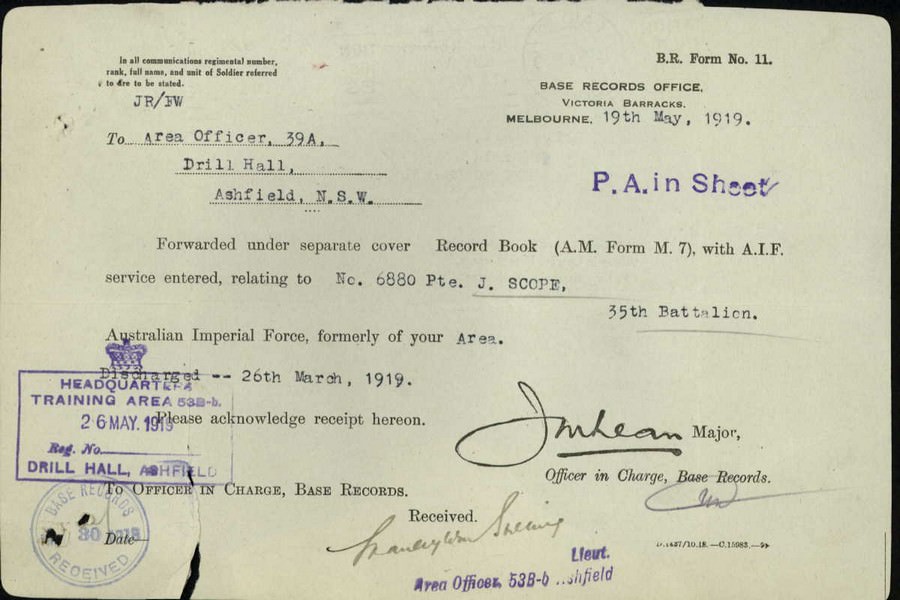 In all communications regimental number,
rank, full name, and unit of Soldier referred
to are to be stated.
JR/FW
B.R. Form No. 11.
BASE RECORDS OFFICE,
VICTORIA BARRACKS.
MELBOURNE, 19th May, 1919.
To Area Officer, 39A,
Drill Hall,
Ashfield, N.S.W.
P.A. in Sheet
Forwarded under separate cover Record Book (A.M. Form M. 7), with A.I.F.
service entered, relating to No. 6880 Pte. J. SCOPE,
35th Battalion.
Australian Imperial Force, formerly of your Area.
Discharged -- 26th March, 1919.
HEADQUARTERS
TRAINING AREA 53B-b.
26 MAY. 1919
Reg. No.
DRILL HALL, ASHFIELD
Please acknowledge receipt hereon.
Major,
Officer in Charge, Base Records.
To OFFICER IN CHARGE, BASE RECORDS.
Received.
BASE RECORDS
30
RECEIVED
Date
Lieut.
Area Officer, 53B-b Ashfield